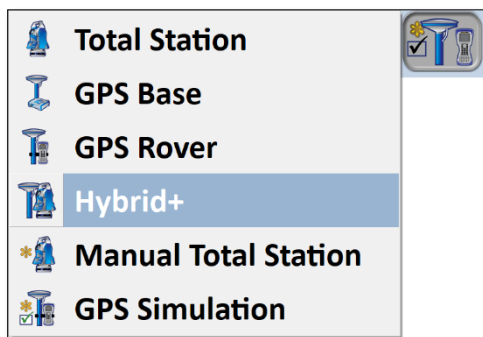 Total Station
GPS Base
GPS Rover
Hybrid+
Manual Total Station
GPS Simulation